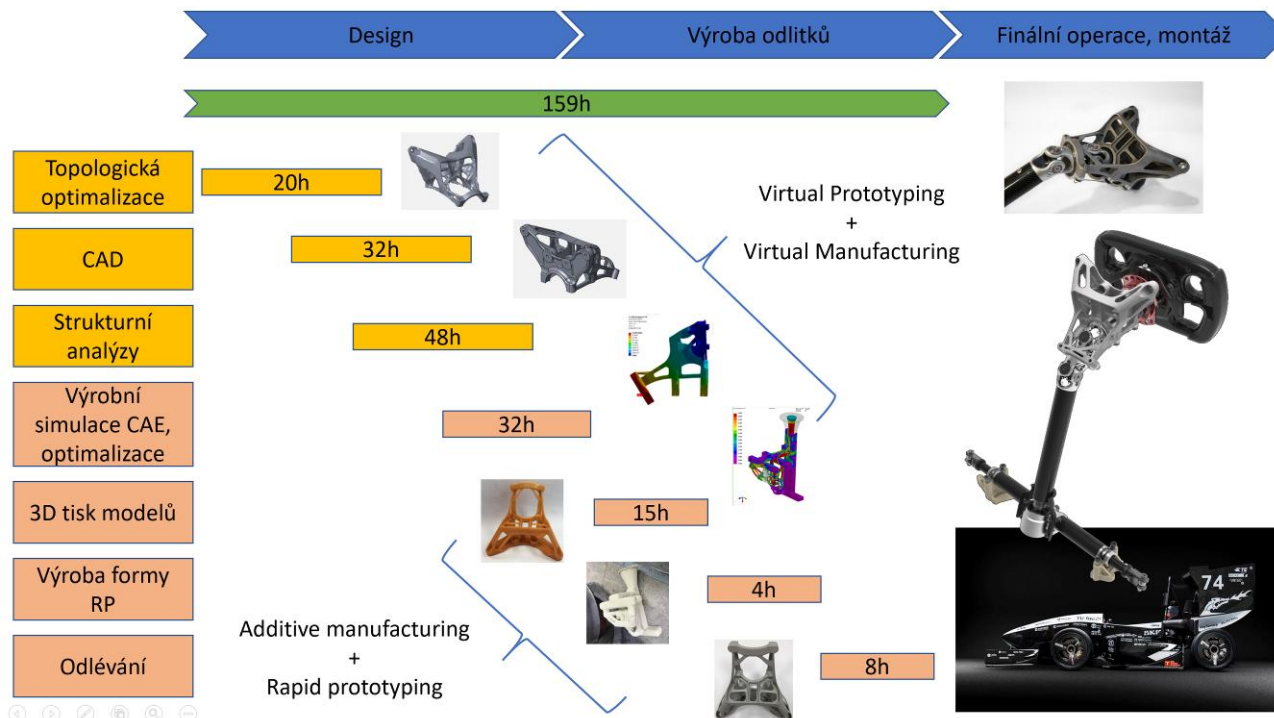 Design
Výroba odlitků
Finální operace, montáž
159h
Topologická
optimalizace
20h
CAD
32h
Strukturní
analýzy
48h
Výrobní
simulace CAE,
optimalizace
32h
3D tisk modelů
15h
Výroba formy
RP
4h
Odlévání
8h
Virtual Prototyping
+
Virtual Manufacturing
Additive manufacturing
+
Rapid prototyping
74